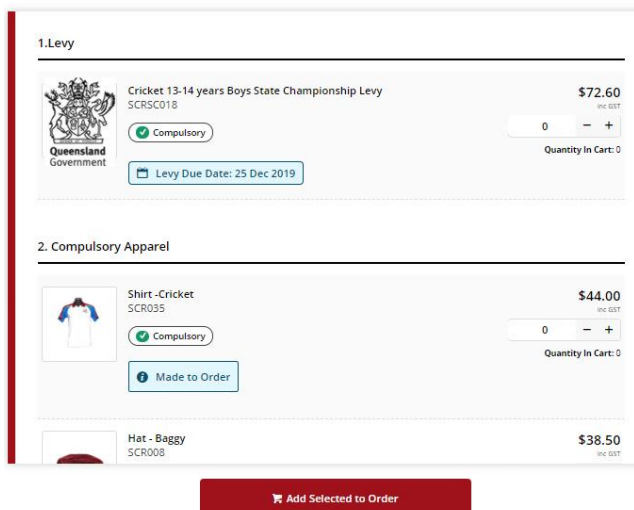 1.Levy
Cricket 13-14 years Boys State Championship Levy
$72.60
SCRSC018
inc GST
Compulsory
0 − +
Quantity In Cart: 0
Queensland
Government
Levy Due Date: 25 Dec 2019
2. Compulsory Apparel
Shirt -Cricket
$44.00
SCR035
inc GST
Compulsory
0 − +
Quantity In Cart: 0
Made to Order
Hat - Baggy
$38.50
SCR008
inc GST
Add Selected to Order